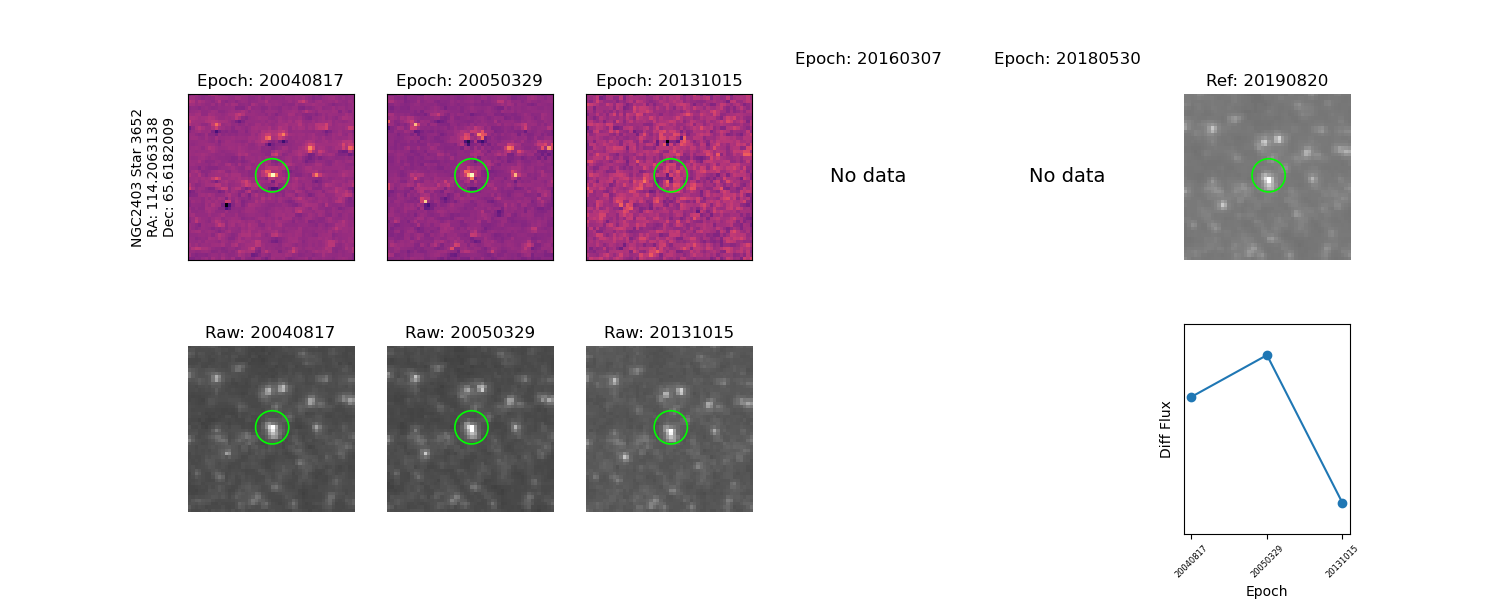 NGC2403 Star 3652
RA: 114.2063138
Dec: 65.6182009
Epoch: 20040817
Epoch: 20050329
Epoch: 20131015
Epoch: 20160307
Epoch: 20180530
Ref: 20190820
No data
No data
Raw: 20040817
Raw: 20050329
Raw: 20131015
Diff Flux
20040817
20050329
20131015
Epoch